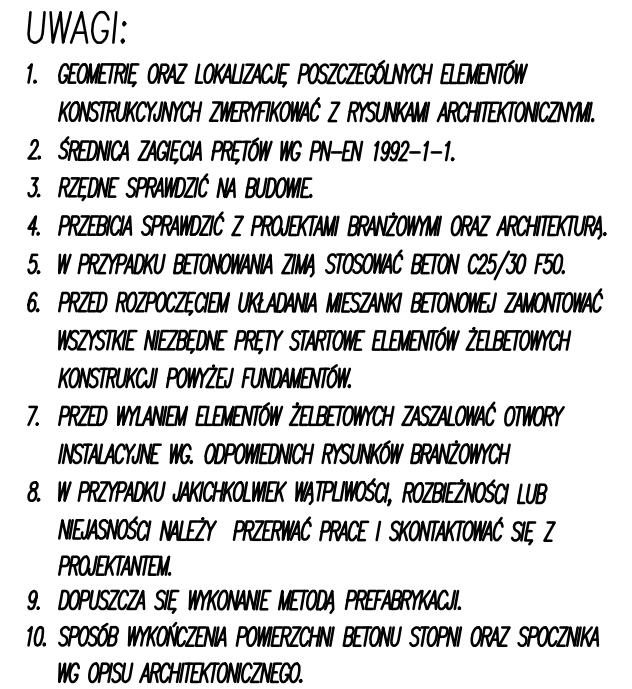 UWAGI:
1. GEOMETRIĘ ORAZ LOKALIZACJĘ POSZCZEGÓLNYCH ELEMENTÓW
KONSTRUKCYJNYCH ZWERYFIKOWAĆ Z RYSUNKAMI ARCHITEKTONICZNYMI.
2. ŚREDNICA ZAGIĘCIA PRĘTÓW WG PN-EN 1992-1-1.
3. RZĘDNE SPRAWDZIĆ NA BUDOWIE.
4. PRZEBICIA SPRAWDZIĆ Z PROJEKTAMI BRANŻOWYMI ORAZ ARCHITEKTURĄ.
5. W PRZYPADKU BETONOWANIA ZIMĄ STOSOWAĆ BETON C25/30 F50.
6. PRZED ROZPOCZĘCIEM UKŁADANIA MIESZANKI BETONOWEJ ZAMONTOWAĆ
WSZYSTKIE NIEZBĘDNE PRĘTY STARTOWE ELEMENTÓW ŻELBETOWYCH
KONSTRUKCJI POWYŻEJ FUNDAMENTÓW.
7. PRZED WYLANIEM ELEMENTÓW ŻELBETOWYCH ZASZALOWAĆ OTWORY
INSTALACYJNE WG. ODPOWIEDNICH RYSUNKÓW BRANŻOWYCH
8. W PRZYPADKU JAKICHKOLWIEK WĄTPLIWOŚCI, ROZBIEŻNOŚCI LUB
NIEJASNOŚCI NALEŻY PRZERWAĆ PRACE I SKONTAKTOWAĆ SIĘ Z
PROJEKTANTEM.
9. DOPUSZCZA SIĘ WYKONANIE METODĄ PREFABRYKACJI.
10. SPOSÓB WYKOŃCZENIA POWIERZCHNI BETONU STOPNI ORAZ SPOCZNIKA
WG OPISU ARCHITEKTONICZNEGO.